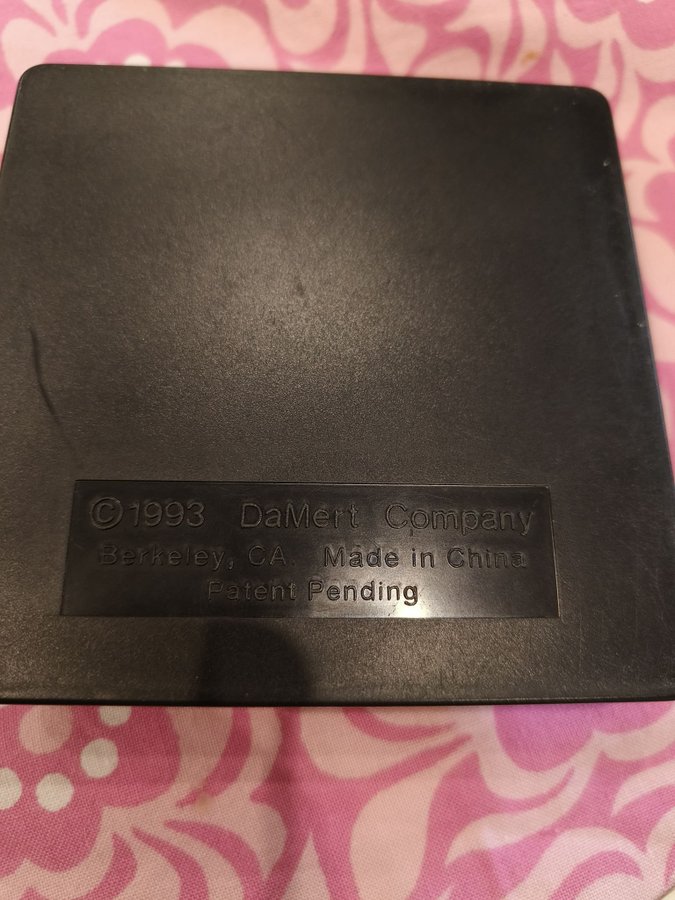 ©1993 DaMert Company
Berkeley, CA. Made in China
Patent Pending